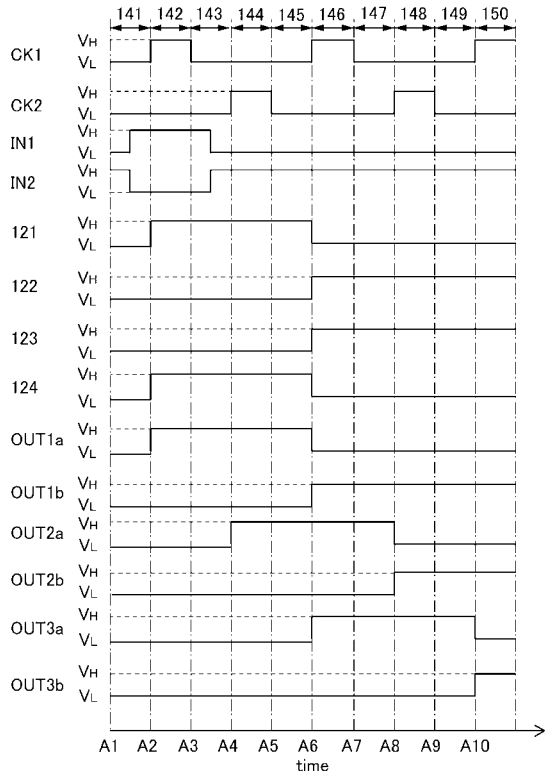 141 142 143 144 145 146 147 148 149 150
CK1 VH VL
CK2 VH VL
IN1 VH VL
IN2 VH VL
121 VH VL
122 VH VL
123 VH VL
124 VH VL
OUT1a VH VL
OUT1b VH VL
OUT2a VH VL
OUT2b VH VL
OUT3a VH VL
OUT3b VH VL
A1 A2 A3 A4 A5 A6 A7 A8 A9 A10
time